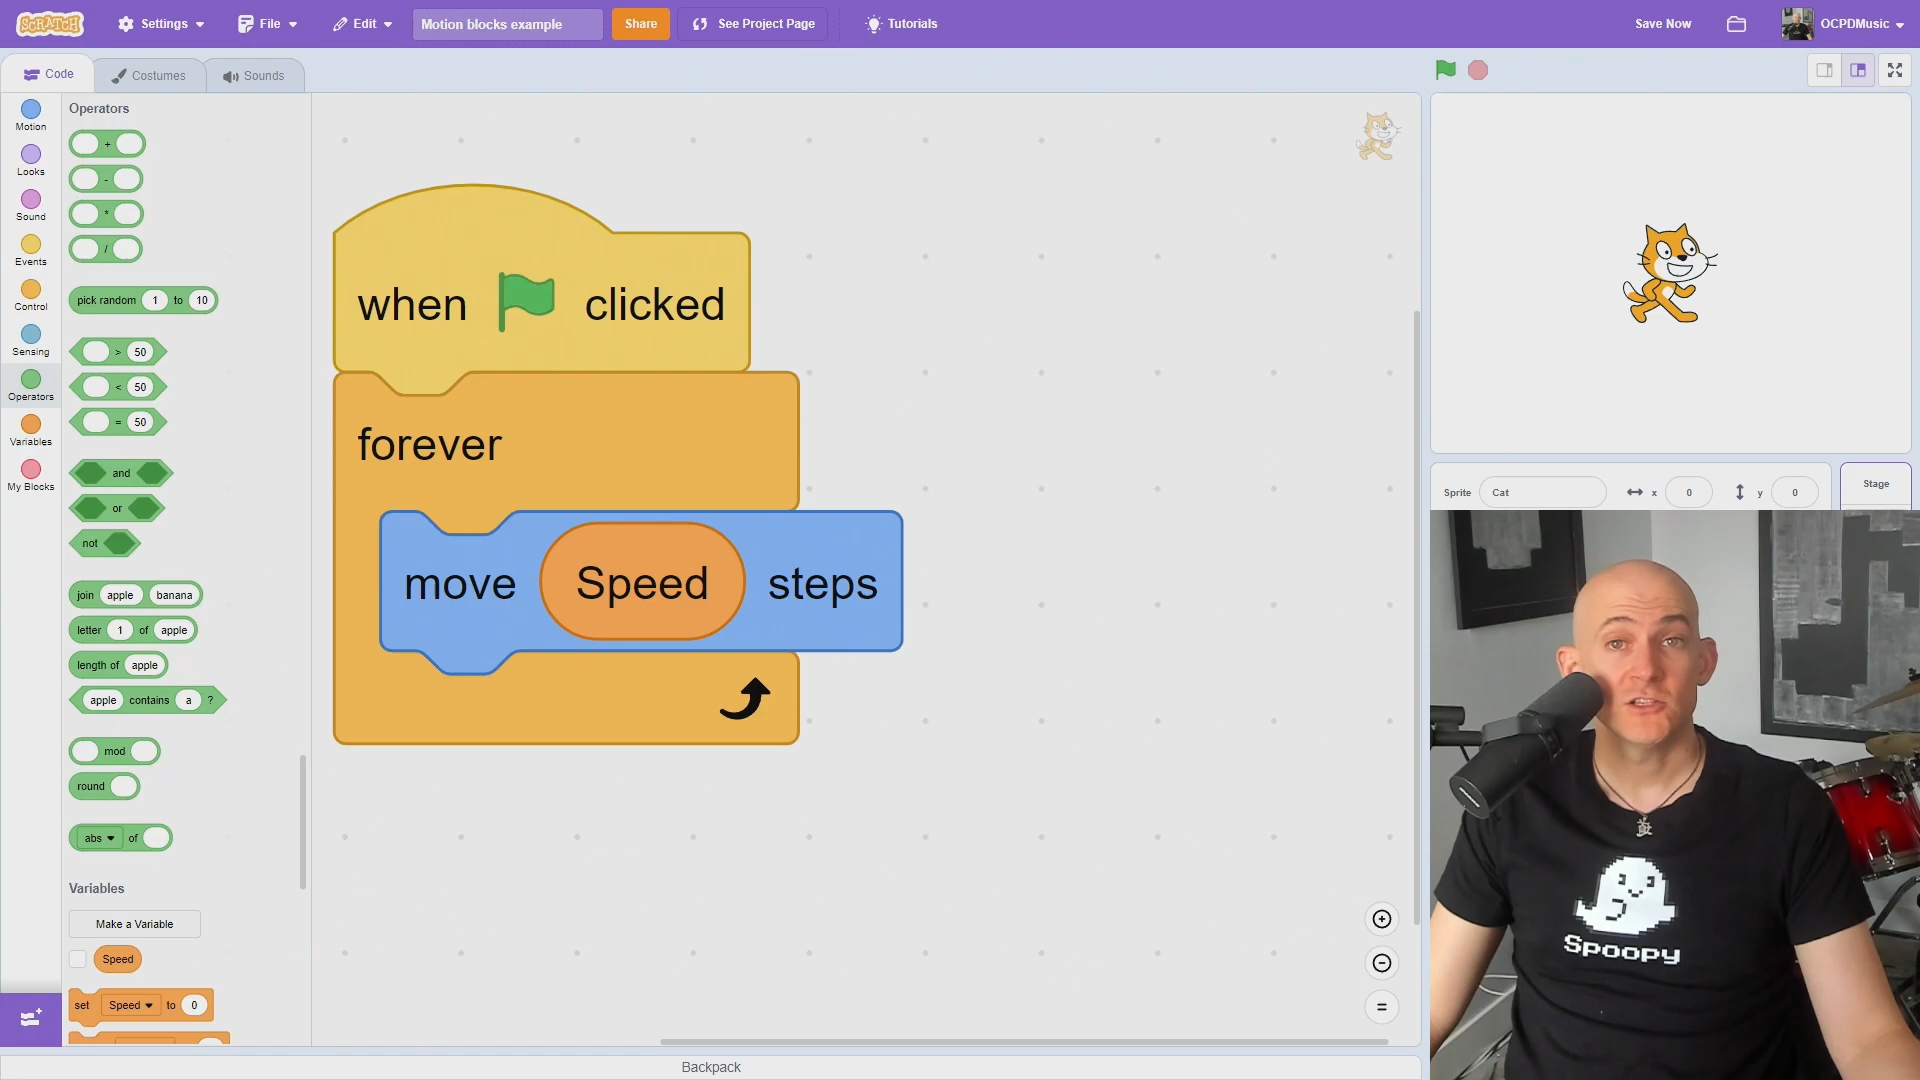 SCRATCH
Settings
File
Edit
Motion blocks example
Share
See Project Page
Tutorials
Save Now
OCPDMusic
Code
Costumes
Sounds
Motion
Looks
Sound
Events
Control
Sensing
Operators
Variables
My Blocks
Operators
+
-
*
/
pick random 1 to 10
> 50
< 50
= 50
and
or
not
join apple banana
letter 1 of apple
length of apple
apple contains a ?
mod
round
abs of
Variables
Make a Variable
Speed
set Speed to 0
when clicked
forever
move Speed steps
Sprite Cat x 0 y 0
Stage
Spoopy
Backpack